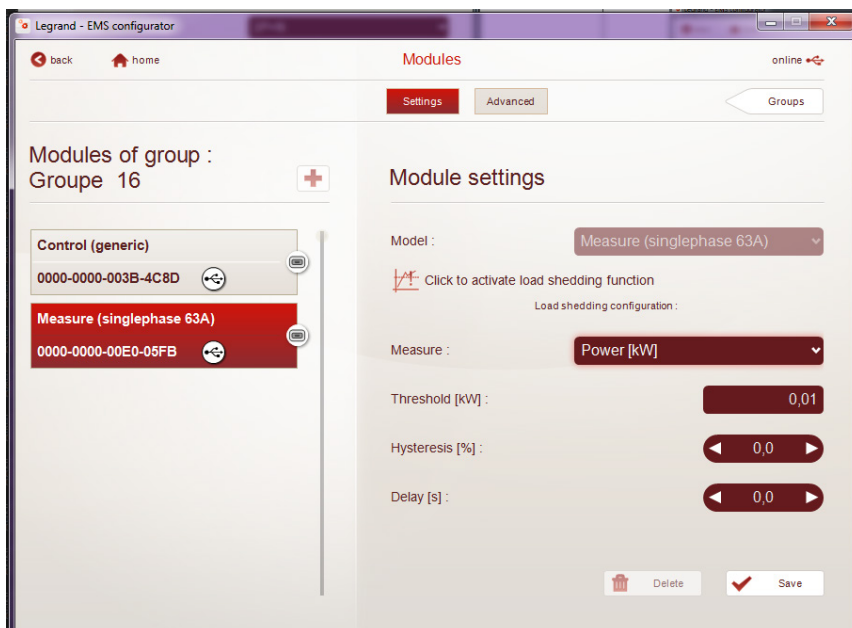 Legrand - EMS configurator
back
home
Modules
online
Settings
Advanced
Groups
Modules of group :
Groupe 16
Module settings
Control (generic)
0000-0000-003B-4C8D
Measure (singlephase 63A)
0000-0000-00E0-05FB
Model :
Measure (singlephase 63A)
Click to activate load shedding function
Load shedding configuration :
Measure :
Power [kW]
Threshold [kW] :
0,01
Hysteresis [%] :
0,0
Delay [s] :
0,0
Delete
Save